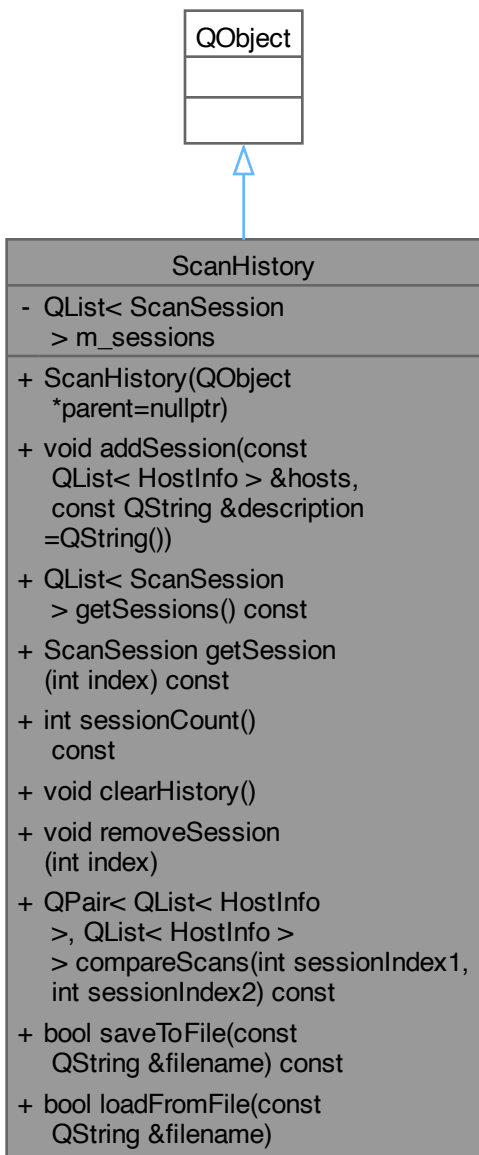 QObject
ScanHistory
- QList< ScanSession
> m_sessions
+ ScanHistory(QObject
*parent=nullptr)
+ void addSession(const
QList< HostInfo > &hosts,
const QString &description
=QString())
+ QList< ScanSession
> getSessions() const
+ ScanSession getSession
(int index) const
+ int sessionCount()
const
+ void clearHistory()
+ void removeSession
(int index)
+ QPair< QList< HostInfo
>, QList< HostInfo >
> compareScans(int sessionIndex1,
int sessionIndex2) const
+ bool saveToFile(const
QString &filename) const
+ bool loadFromFile(const
QString &filename)